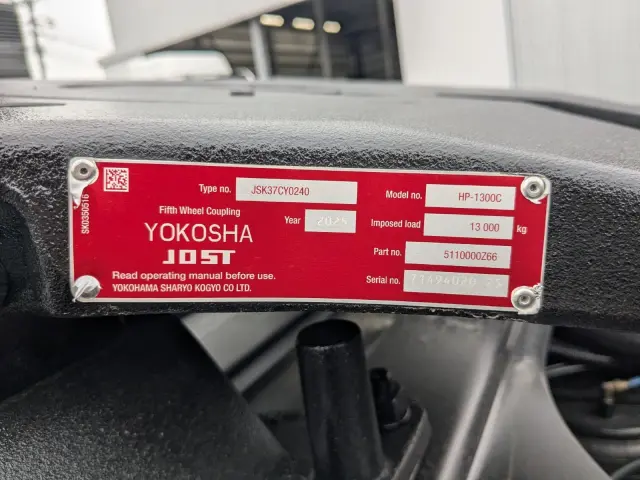 SK0350516
Type no. JSK37CY0240
Model no. HP-1300C
Fifth Wheel Coupling
Year
Imposed load 13 000 kg
YOKOSHA
JOST
Part no. 5110000Z66
Serial no.
Read operating manual before use.
YOKOHAMA SHARYO KOGYO CO LTD.